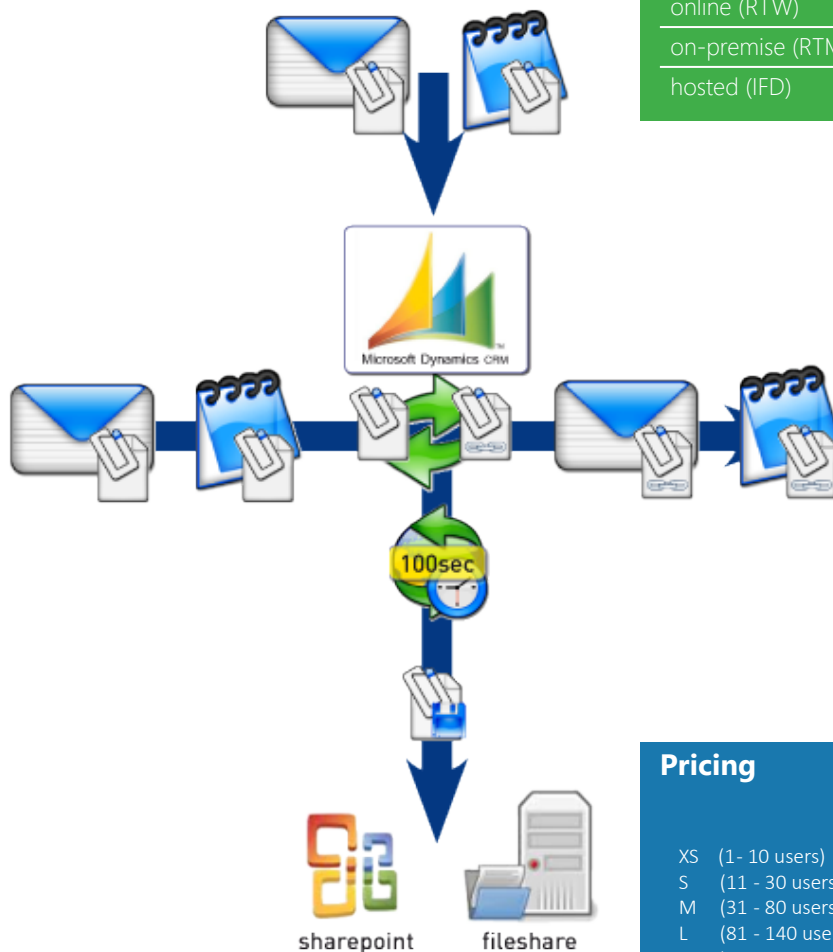 online (RTW)
on-premise (RTM
hosted (IFD)
Microsoft Dynamics CRM
TM
100sec
Pricing
XS (1- 10 users)
S (11 - 30 users
M (31 - 80 users
L (81 - 140 use
sharepoint
fileshare